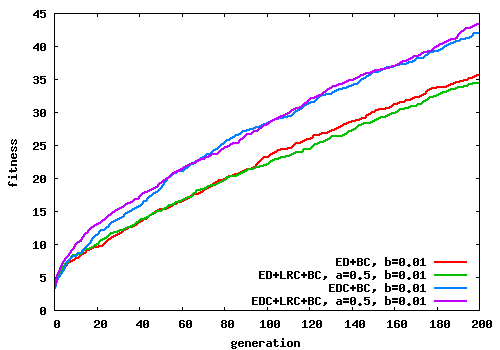 45
40
35
30
25
20
15
10
5
0
fitness
ED+BC, b=0.01
ED+LRC+BC, a=0.5, b=0.01
EDC+BC, b=0.01
EDC+LRC+BC, a=0.5, b=0.01
0 20 40 60 80 100 120 140 160 180 200
generation